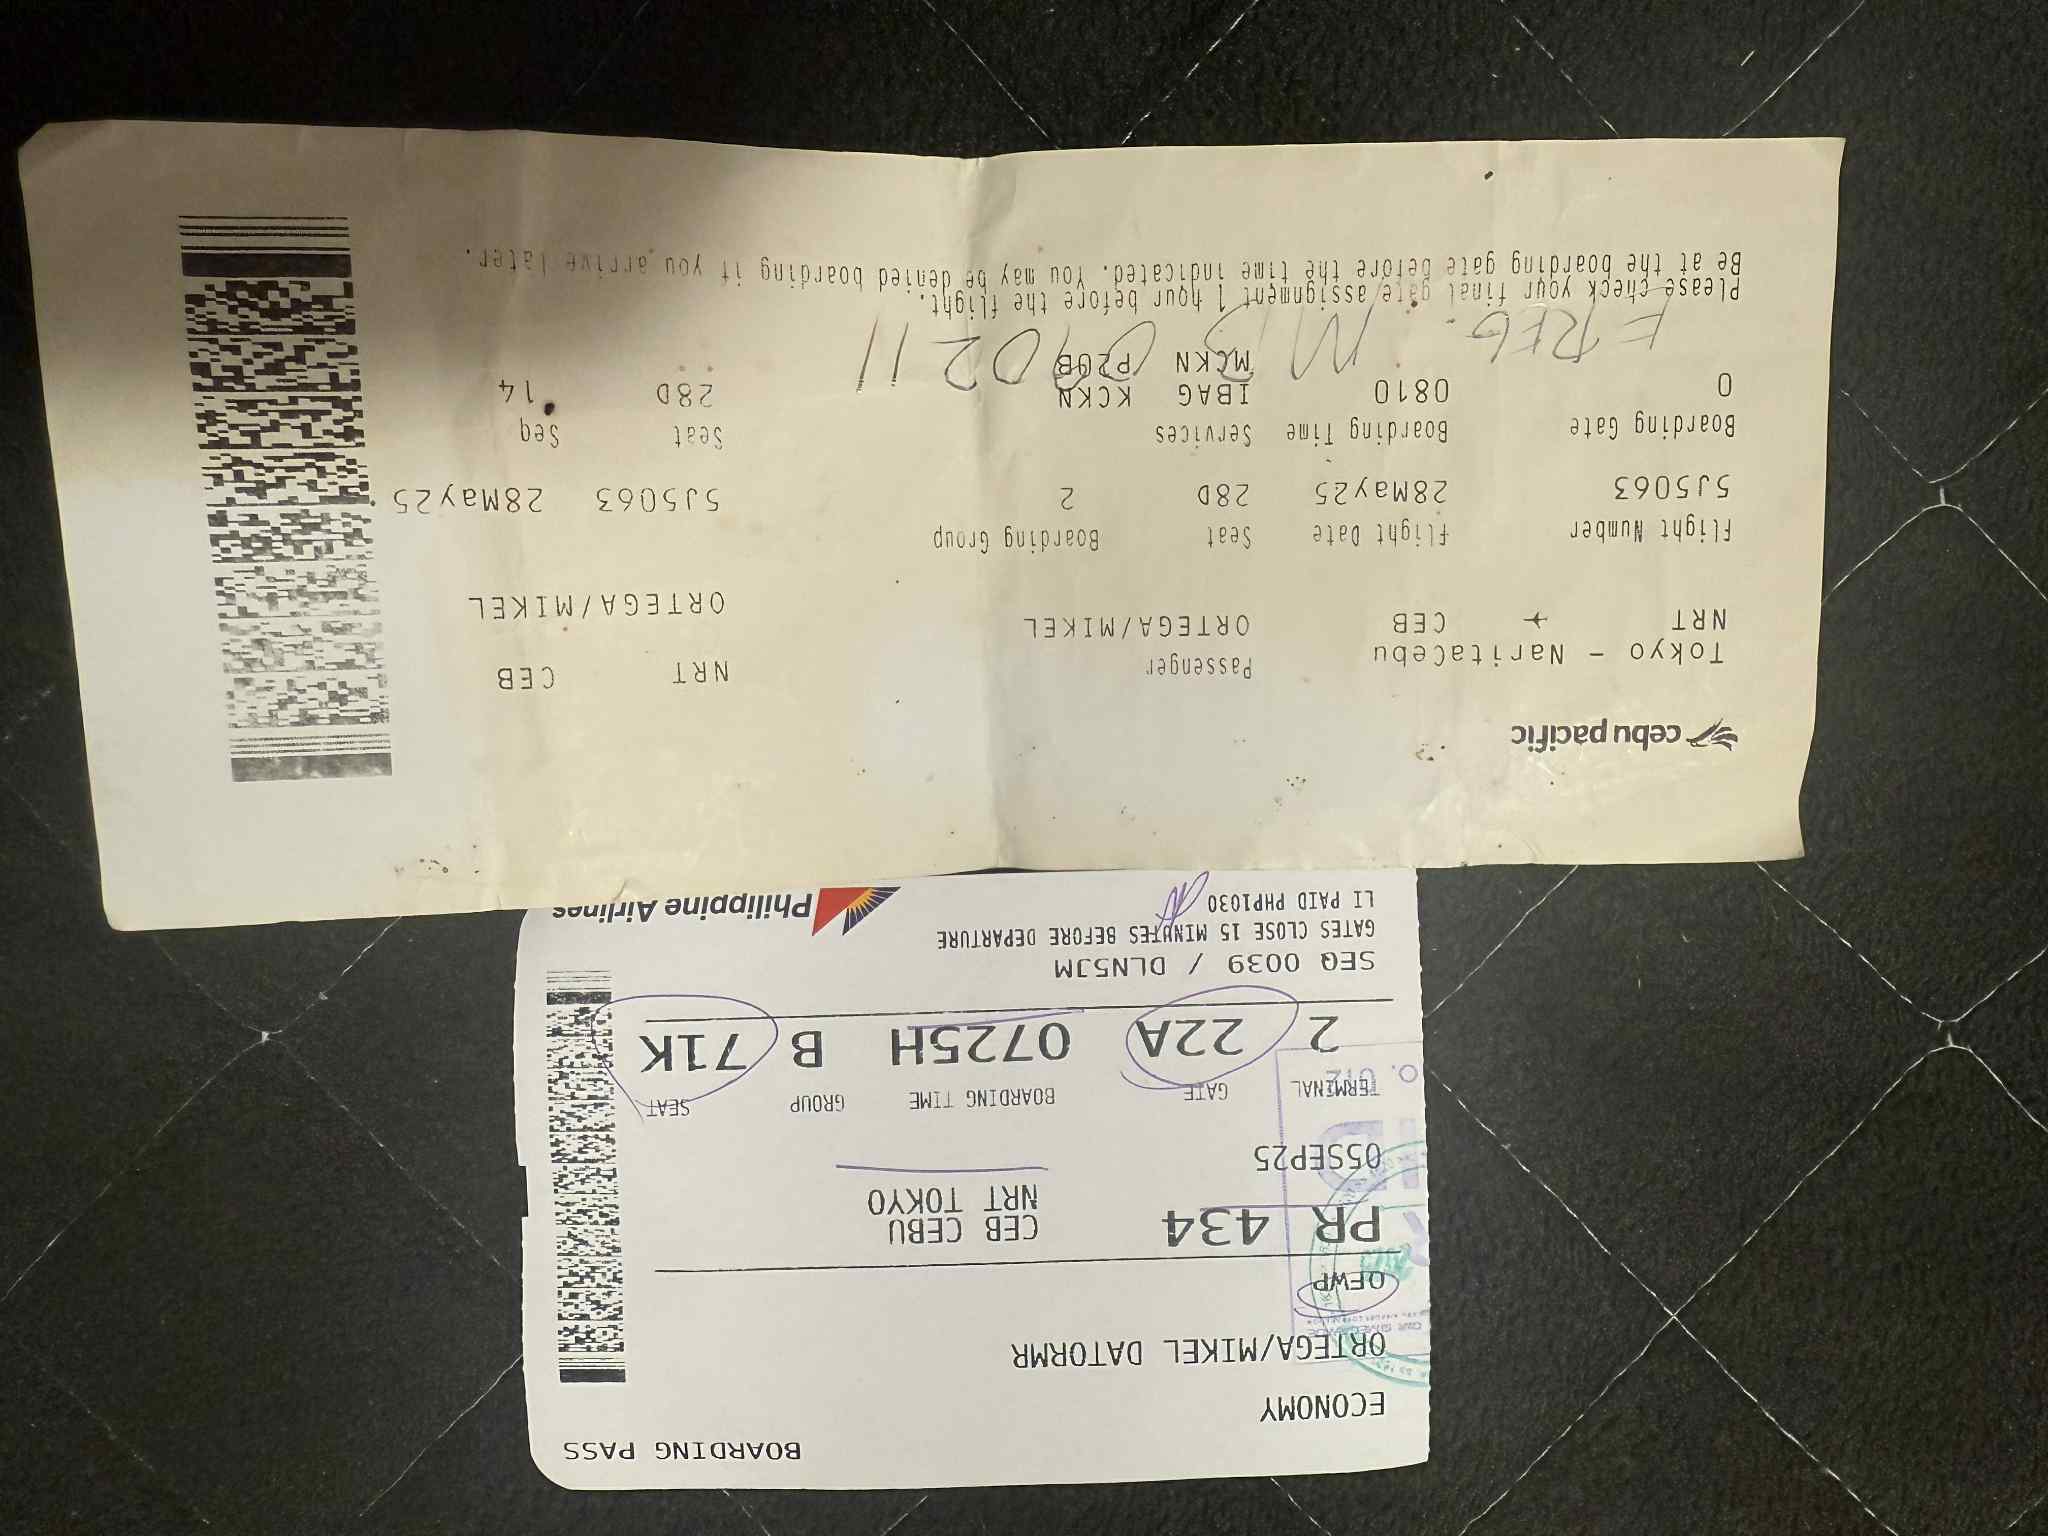 BOARDING PASS
ECONOMY
ORTEGA/MIKEL DATORMR
OFWP
PR 434
CEB CEBU
NRT TOKYO
05SEP25
TERMINAL GATE BOARDING TIME GROUP SEAT
2 22A 0725H B 71K
SEQ 0039 / DLN5JM
GATES CLOSE 15 MINUTES BEFORE DEPARTURE
LI PAID PHP1030
Philippine Airlines
cebu pacific
Tokyo - NaritaCebu Passenger NRT CEB
NRT CEB ORTEGA/MIKEL ORTEGA/MIKEL
Flight Number Flight Date Seat Boarding Group
5J5063 28May25 28D 2 5J5063 28May25
Boarding Gate Boarding Time Services Seat Seq
0 0810 IBAG KCKN 28D 14
MCKN P20B
Please check your final gate assignment 1 hour before the flight.
Be at the boarding gate before the time indicated. You may be denied boarding if you arrive later.